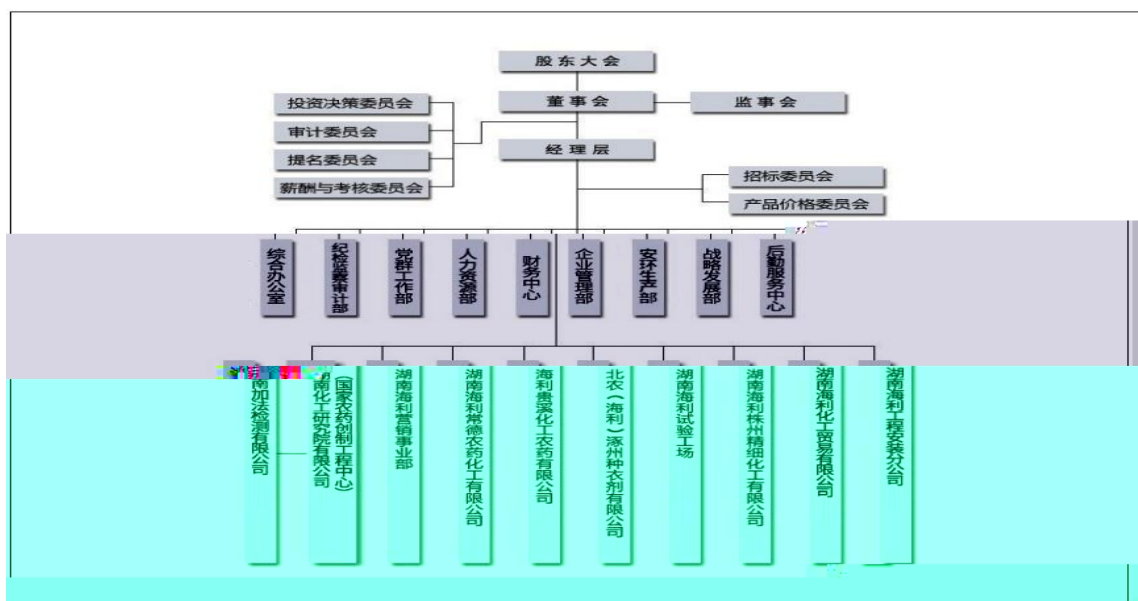 股东大会
董事会
监事会
投资决策委员会
审计委员会
提名委员会
薪酬与考核委员会
经理层
招标委员会
产品价格委员会
综合办公室
纪检监察审计部
党群工作部
人力资源部
财务中心
企业管理部
安环生产部
战略发展部
后勤服务中心
南加法检测有限公司
南化工研究院有限公司
（国家农药创制工程中心）
湖南海利营销事业部
湖南海利常德农药化工有限公司
海利贵溪化工农药有限公司
北农（海利）涿州种衣剂有限公司
湖南海利试验工场
湖南海利株州精细化工有限公司
湖南海利化工贸易有限公司
湖南海利工程安装分公司